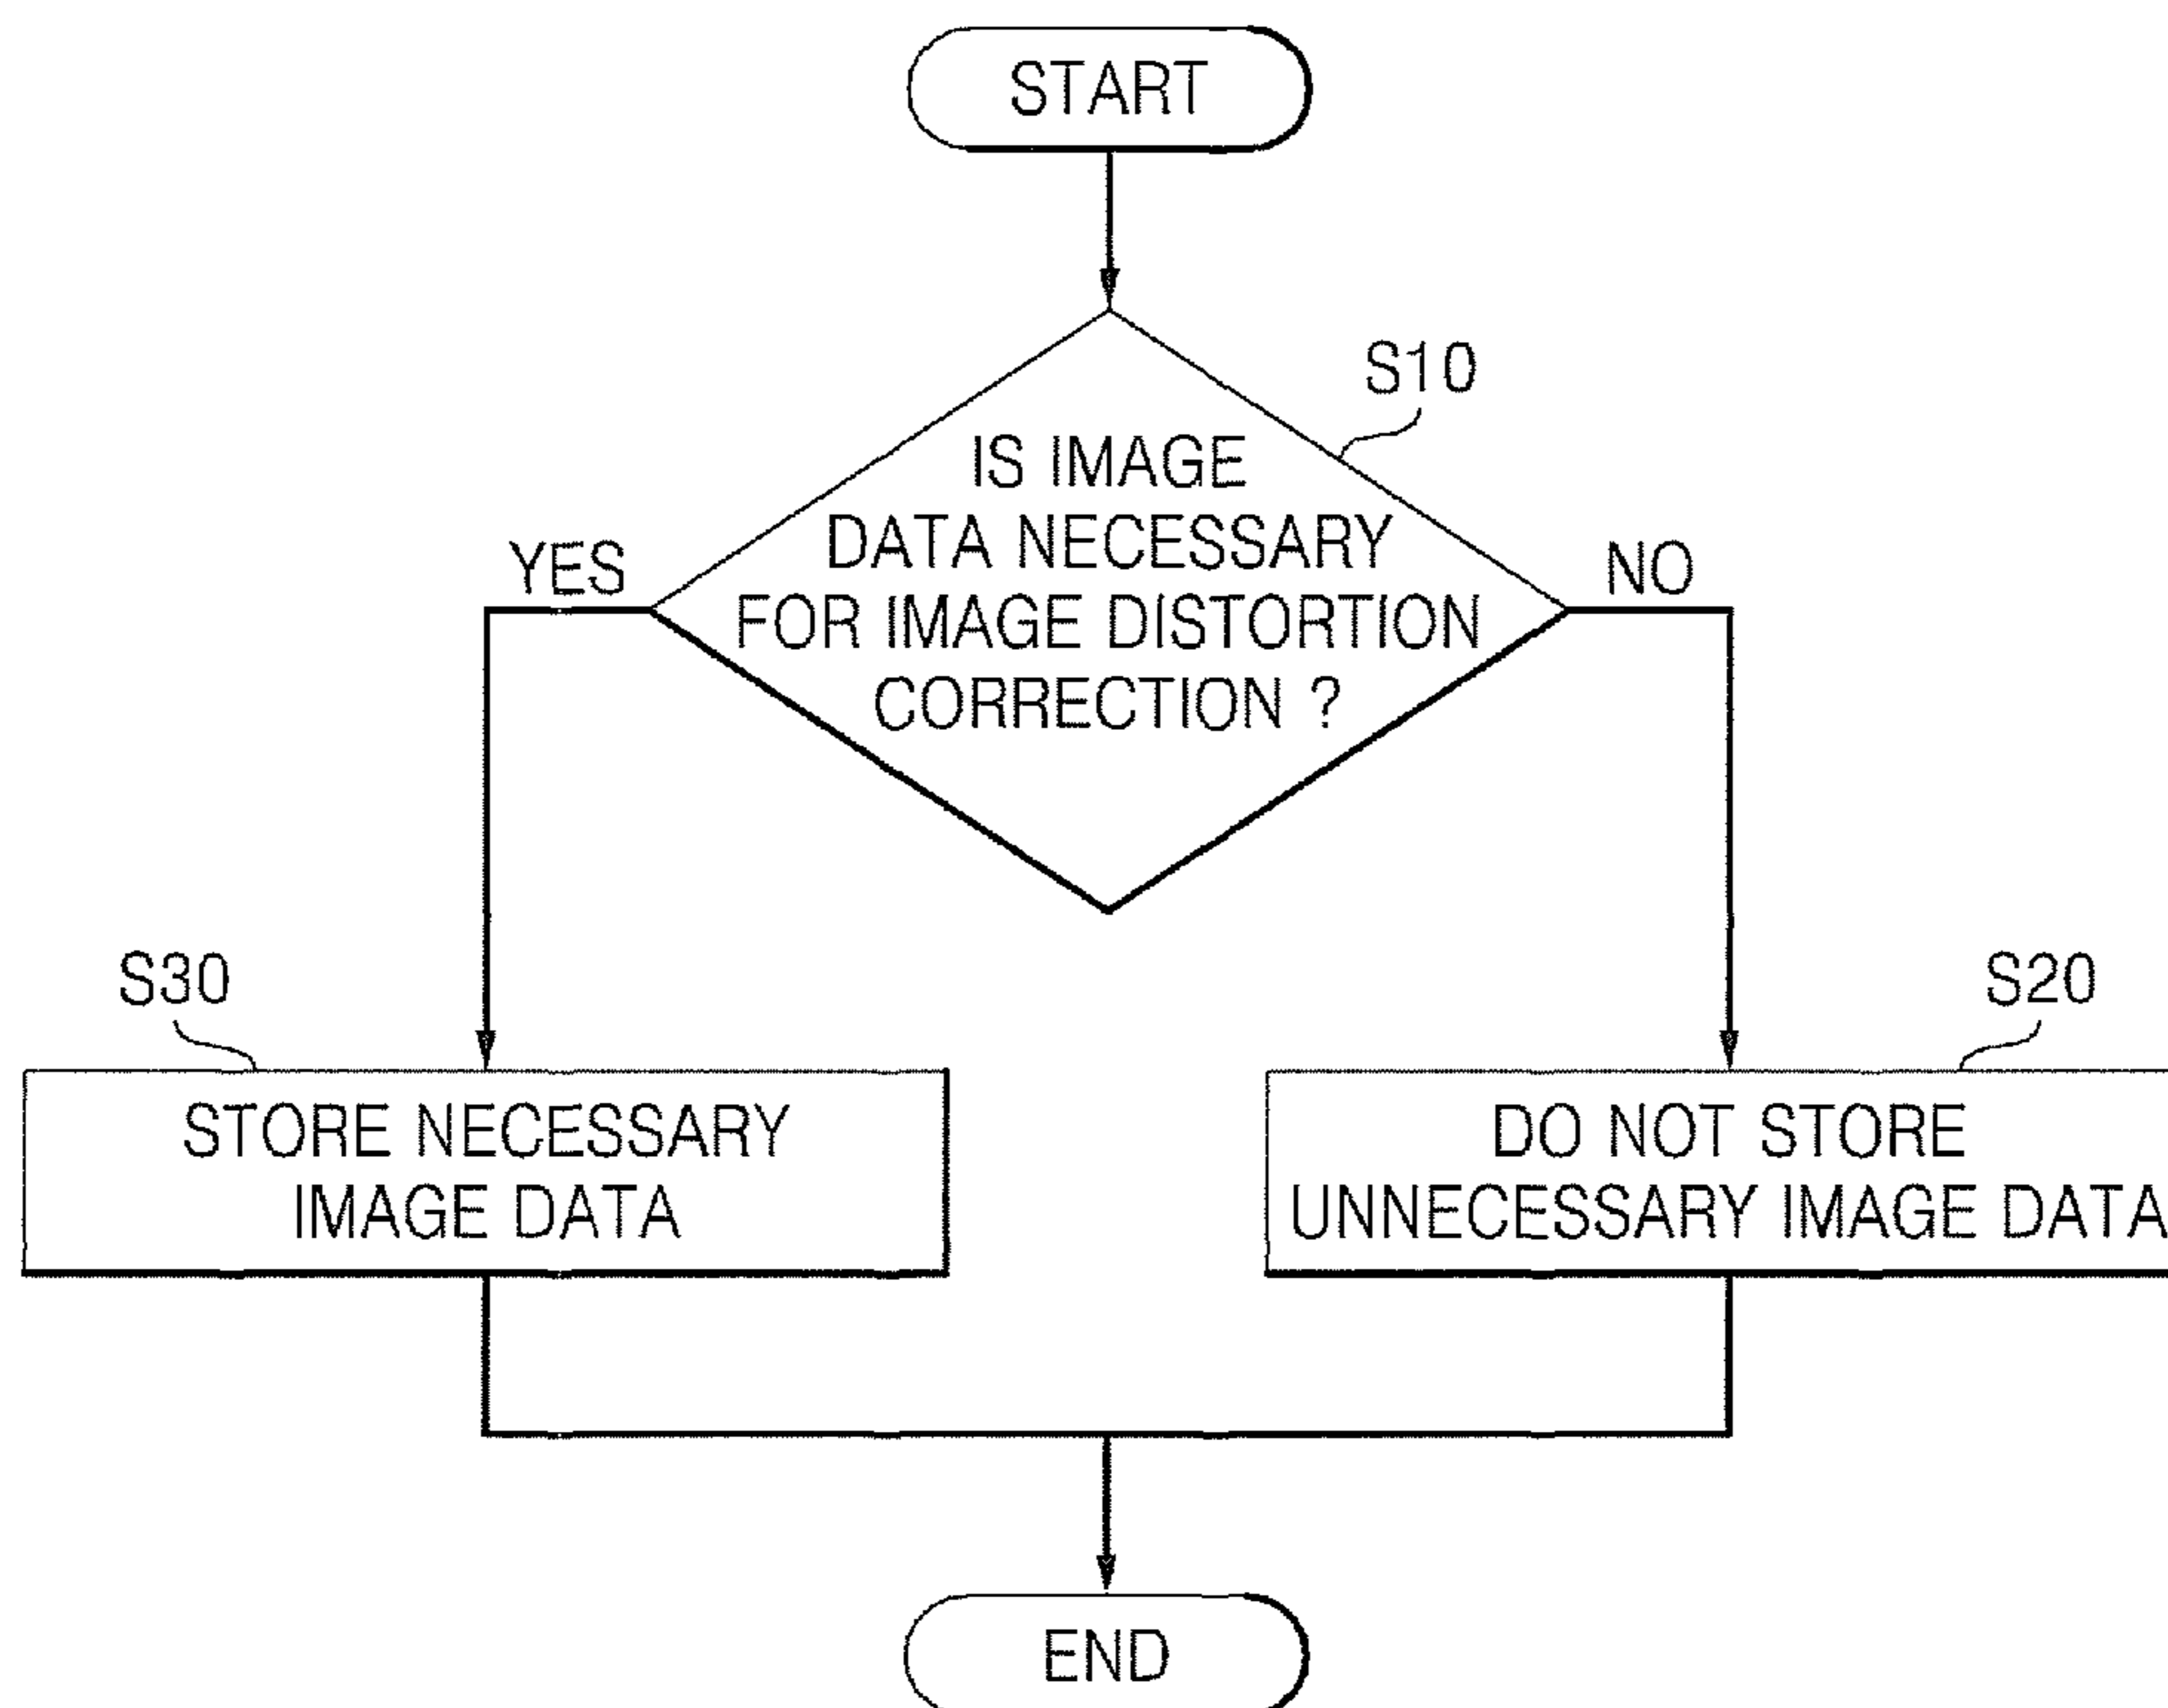 START
S10
IS IMAGE
DATA NECESSARY
FOR IMAGE DISTORTION
CORRECTION ?
YES
NO
S30
S20
STORE NECESSARY
IMAGE DATA
DO NOT STORE
UNNECESSARY IMAGE DATA
END